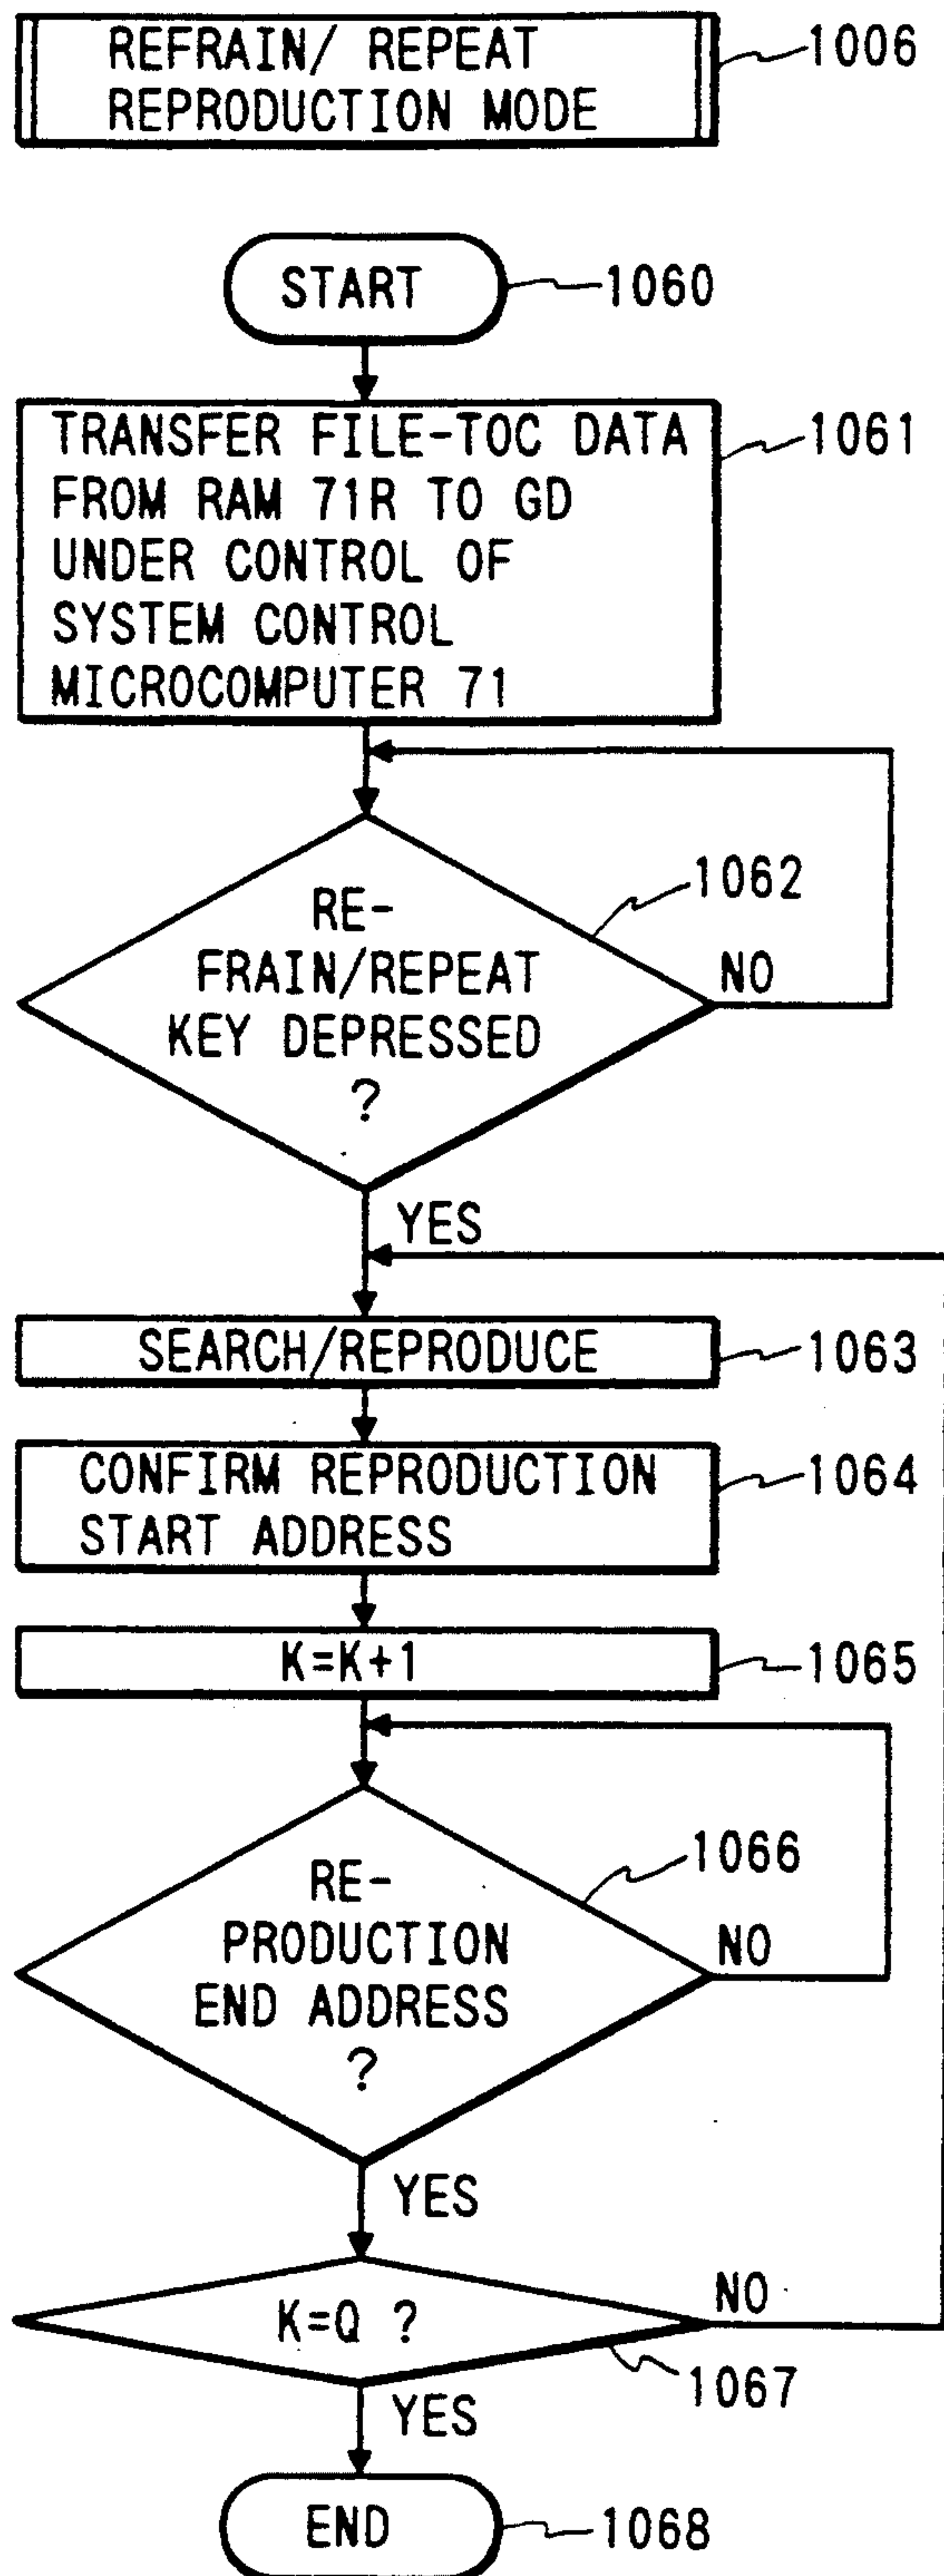 REFRAIN/ REPEAT
REPRODUCTION MODE
1006
START
1060
TRANSFER FILE-TOC DATA
FROM RAM 71R TO GD
UNDER CONTROL OF
SYSTEM CONTROL
MICROCOMPUTER 71
1061
RE-
FRAIN/REPEAT
KEY DEPRESSED
?
1062
NO
YES
SEARCH/REPRODUCE
1063
CONFIRM REPRODUCTION
START ADDRESS
1064
K=K+1
1065
RE-
PRODUCTION
END ADDRESS
?
1066
NO
YES
K=Q ?
NO
1067
YES
END
1068